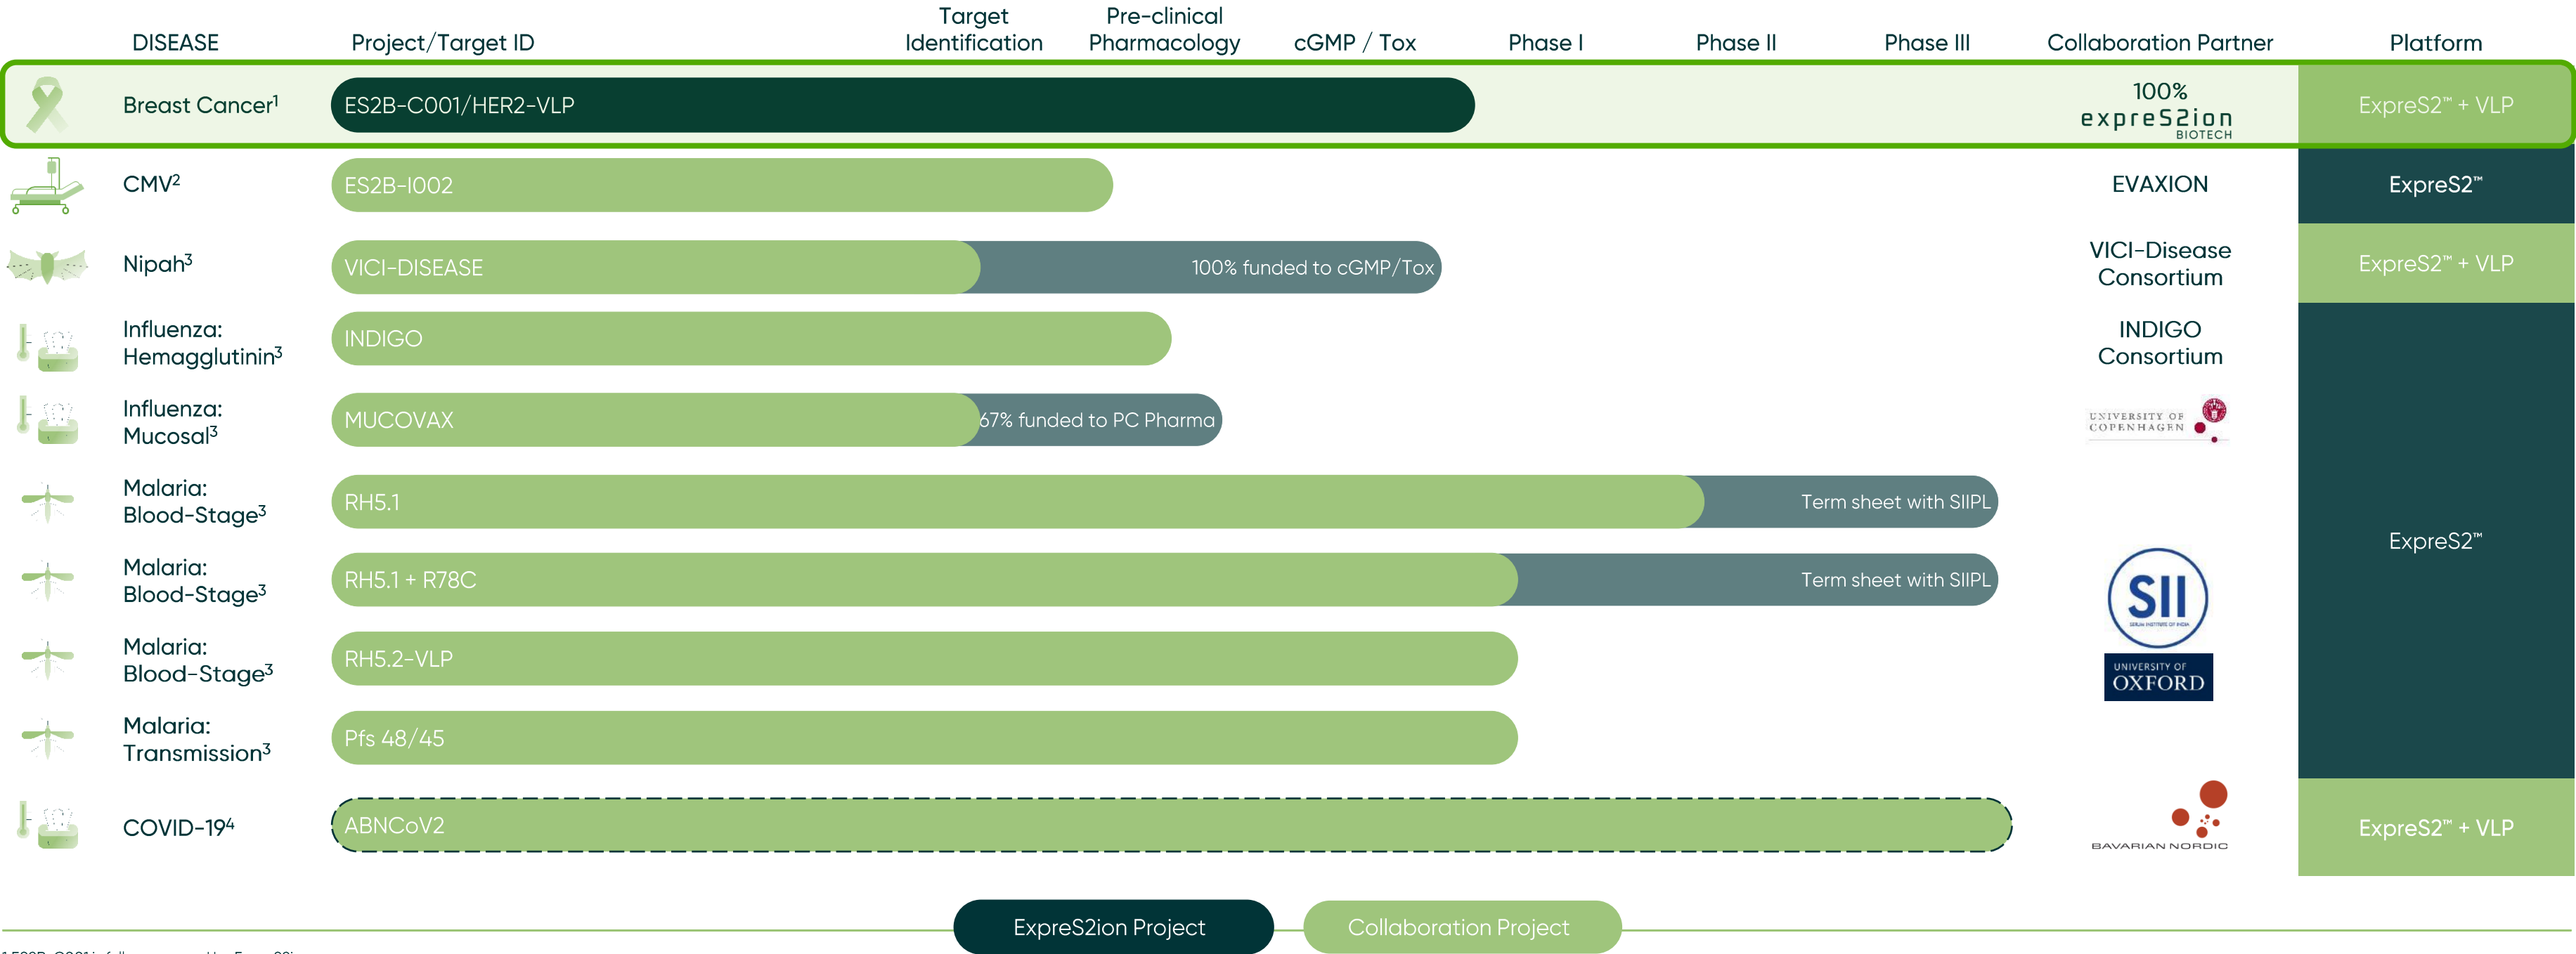 Target Identification
Pre-clinical Pharmacology
DISEASE
Project/Target ID
cGMP / Tox
Phase I
Phase II
Phase III
Collaboration Partner
Platform
Breast Cancer¹
ES2B-C001/HER2-VLP
100%
expreS2ion
BIOTECH
ExpreS2™ + VLP
CMV²
ES2B-I002
EVAXION
ExpreS2™
Nipah³
VICI-DISEASE
100% funded to cGMP/Tox
VICI-Disease
Consortium
ExpreS2™ + VLP
Influenza:
Hemagglutinin³
INDIGO
INDIGO
Consortium
Influenza:
Mucosal³
MUCOVAX
67% funded to PC Pharma
UNIVERSITY OF
COPENHAGEN
Malaria:
Blood-Stage³
RH5.1
Term sheet with SIIPL
Malaria:
Blood-Stage³
RH5.1 + R78C
Term sheet with SIIPL
SII
SERUM INSTITUTE OF INDIA
ExpreS2™
Malaria:
Blood-Stage³
RH5.2-VLP
UNIVERSITY OF
OXFORD
Malaria:
Transmission³
Pfs 48/45
COVID-19⁴
ABNCoV2
BAVARIAN NORDIC
ExpreS2™ + VLP
ExpreS2ion Project
Collaboration Project